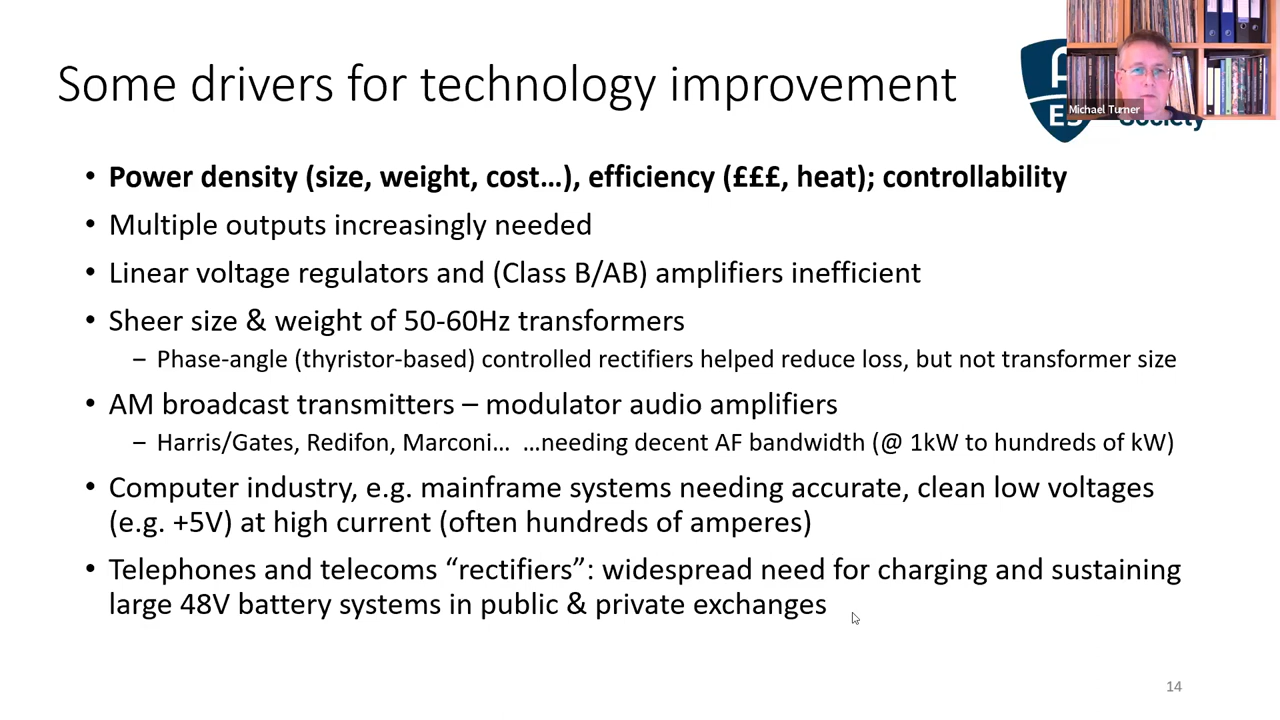 Some drivers for technology improvement
Michael Turner
Society
• Power density (size, weight, cost…), efficiency (£££, heat); controllability
• Multiple outputs increasingly needed
• Linear voltage regulators and (Class B/AB) amplifiers inefficient
• Sheer size & weight of 50-60Hz transformers
– Phase-angle (thyristor-based) controlled rectifiers helped reduce loss, but not transformer size
• AM broadcast transmitters – modulator audio amplifiers
– Harris/Gates, Redifon, Marconi… …needing decent AF bandwidth (@ 1kW to hundreds of kW)
• Computer industry, e.g. mainframe systems needing accurate, clean low voltages
(e.g. +5V) at high current (often hundreds of amperes)
• Telephones and telecoms “rectifiers”: widespread need for charging and sustaining
large 48V battery systems in public & private exchanges
14